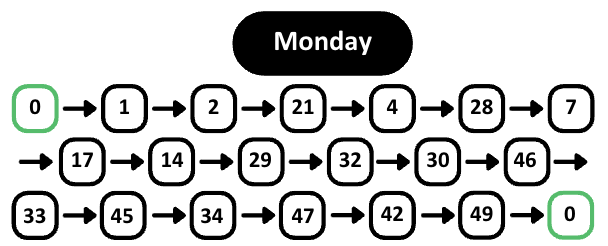 Monday
0 → 1 → 2 → 21 → 4 → 28 → 7
→ 17 → 14 → 29 → 32 → 30 → 46 →
33 → 45 → 34 → 47 → 42 → 49 → 0